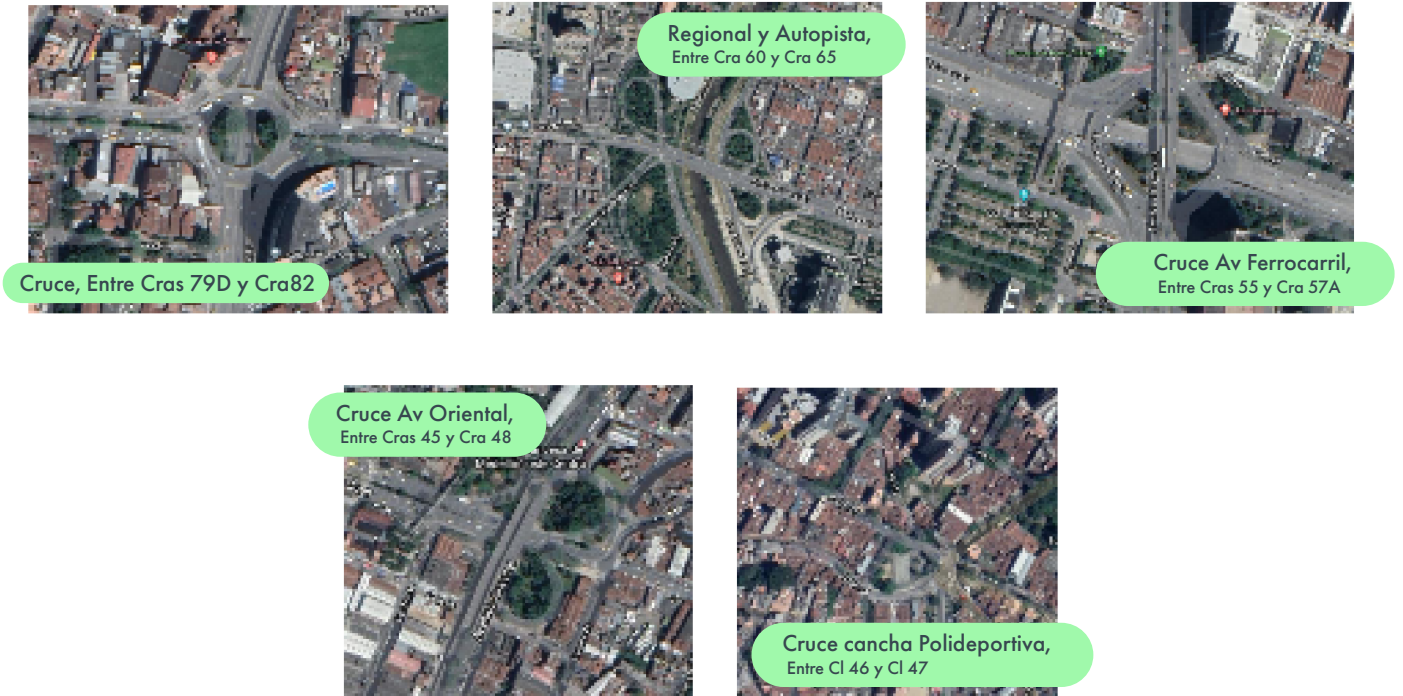 Regional y Autopista,
Entre Cra 60 y Cra 65
Cruce, Entre Cras 79D y Cra82
Cruce Av Ferrocarril,
Entre Cras 55 y Cra 57A
Cruce Av Oriental,
Entre Cras 45 y Cra 48
Cruce cancha Polideportiva,
Entre Cl 46 y Cl 47